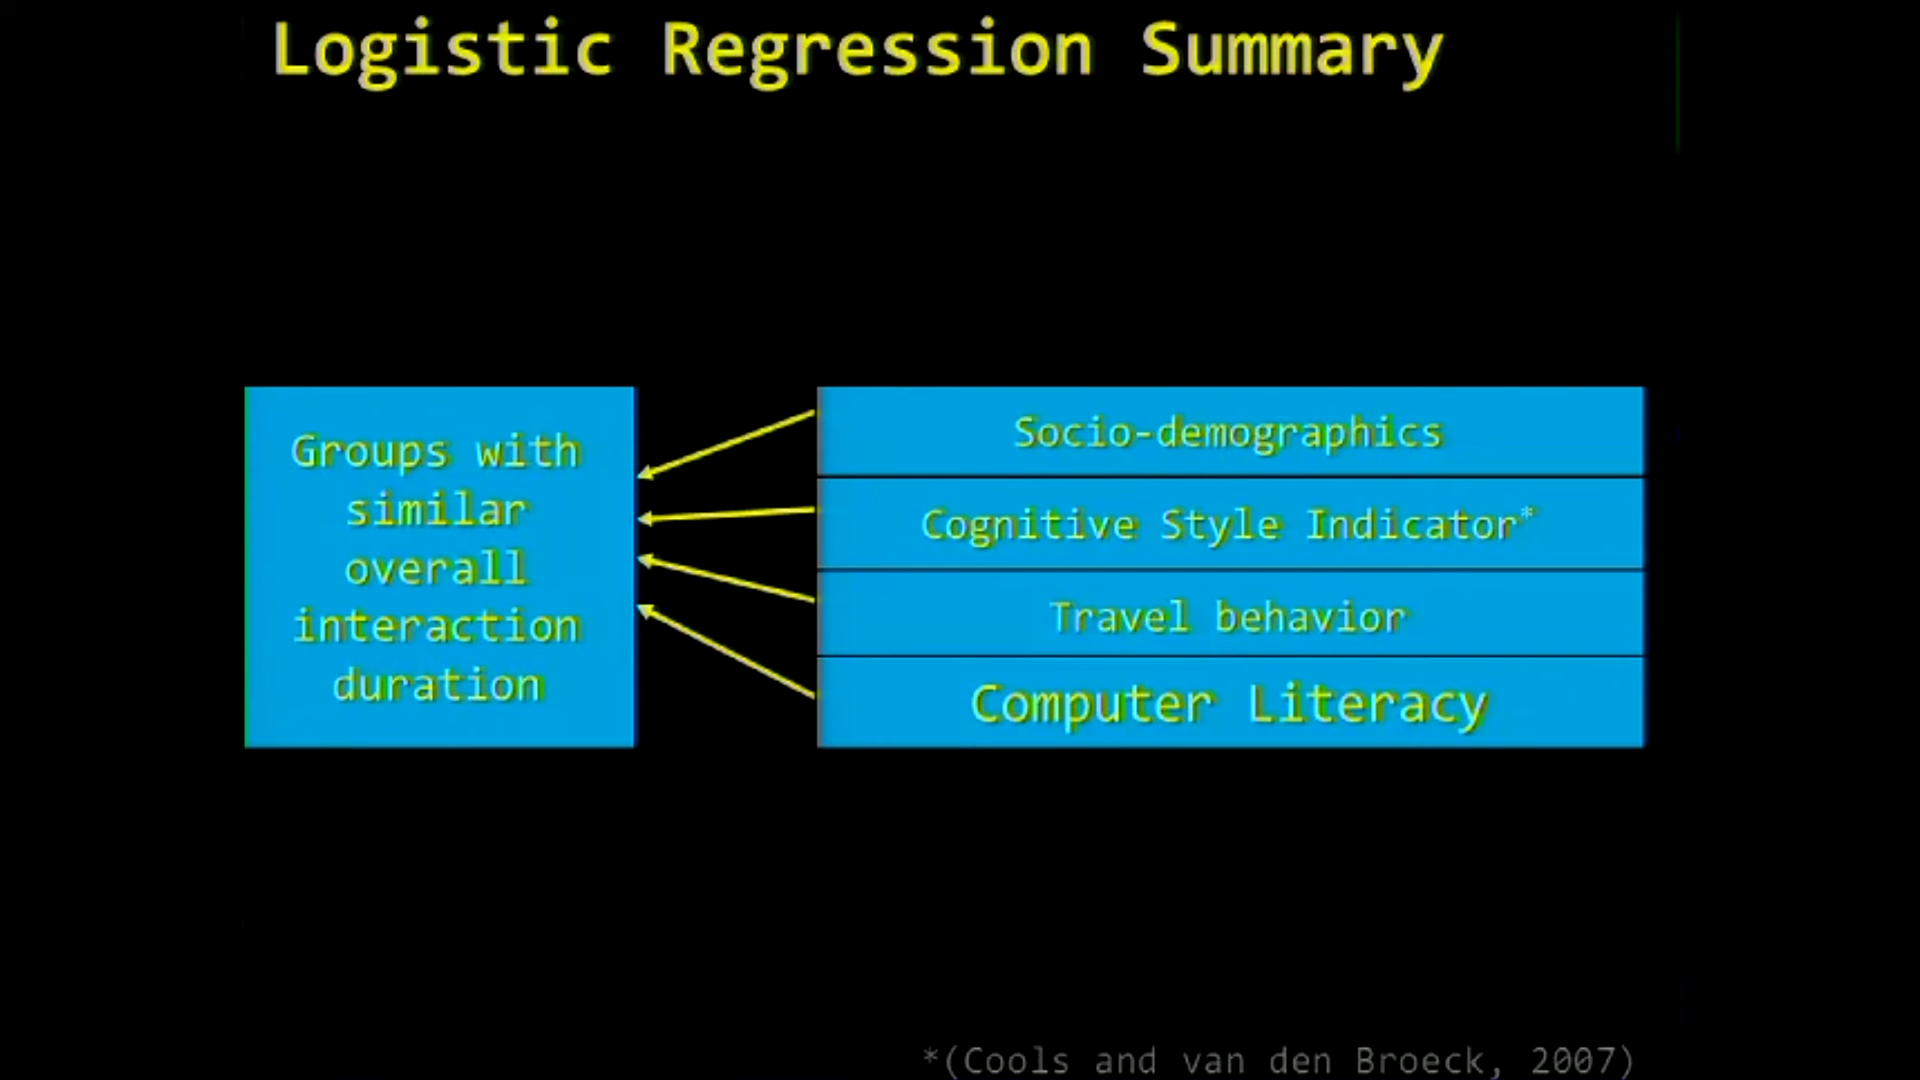 Logistic Regression Summary
Groups with
similar
overall
interaction
duration
Socio-demographics
Cognitive Style Indicator*
Travel behavior
Computer Literacy
*(Cools and van den Broeck, 2007)